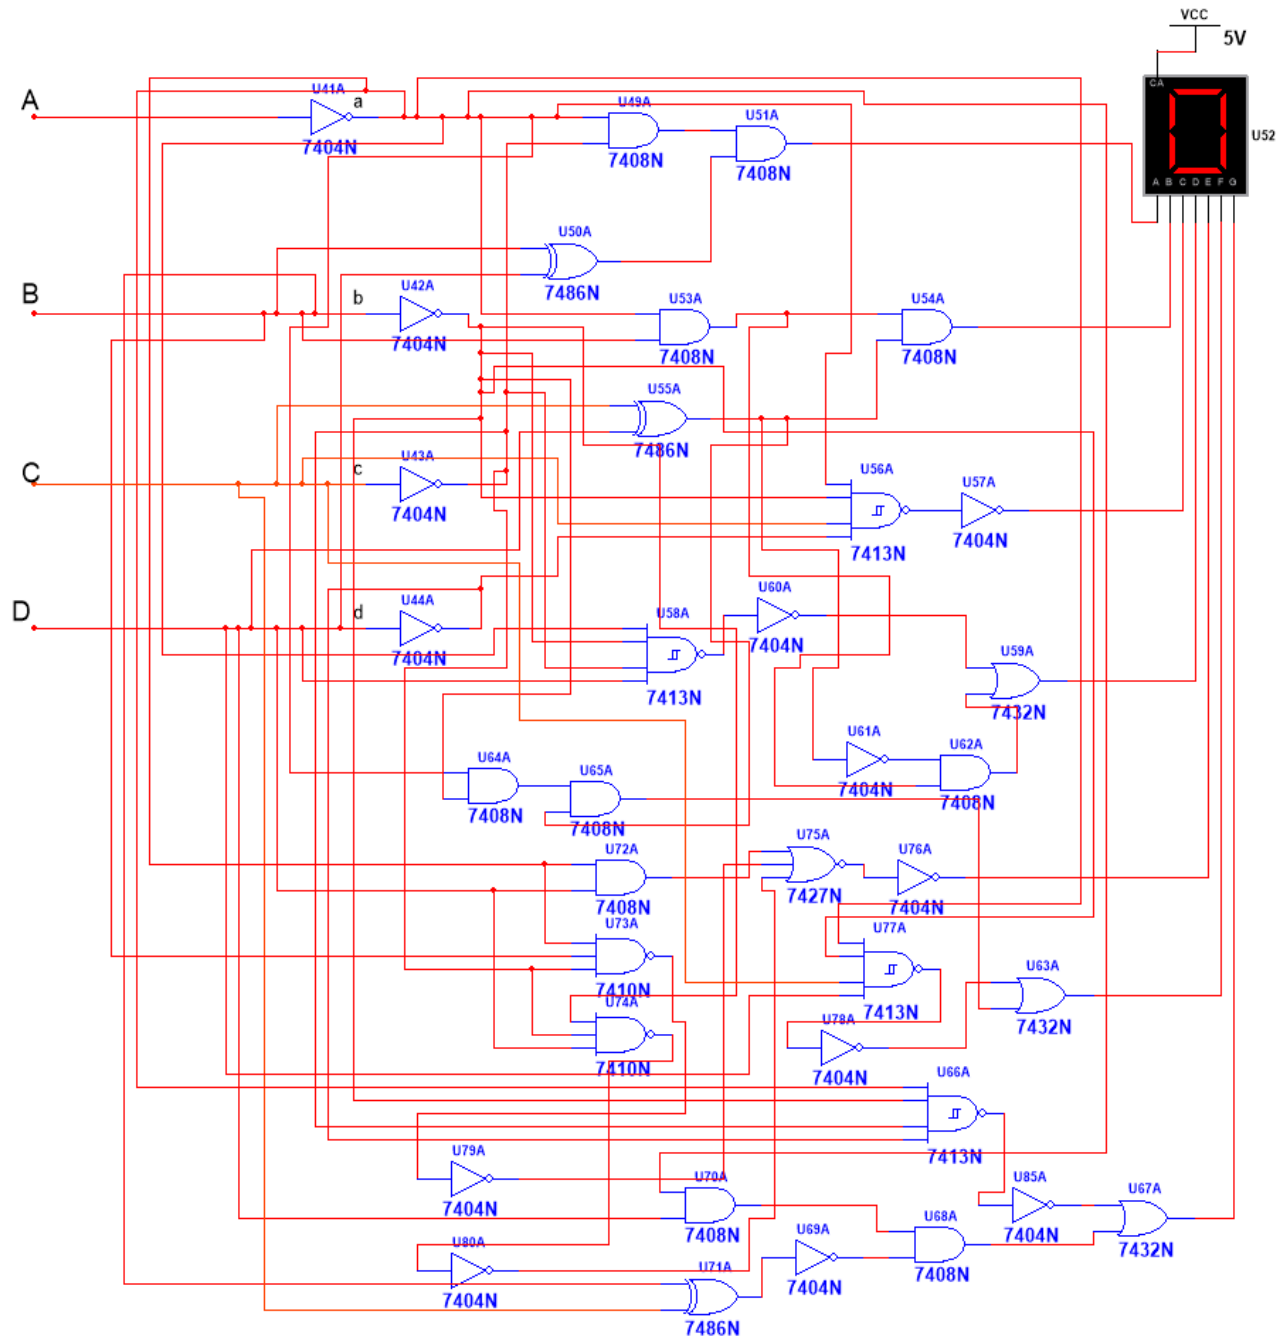 VCC
5V
CA
U52
A B C D E F G
A
U41A
a
7404N
U49A
7408N
U51A
7408N
U50A
7486N
B
b
U42A
7404N
U53A
7408N
U54A
7408N
U55A
7486N
C
c
U43A
7404N
U56A
7413N
U57A
7404N
D
d
U44A
7404N
U58A
7413N
U60A
7404N
U59A
7432N
U61A
7404N
U62A
7408N
U64A
7408N
U65A
7408N
U72A
7408N
U75A
7427N
U76A
7404N
U73A
7410N
U77A
7413N
U74A
7410N
U78A
7404N
U63A
7432N
U66A
7413N
U79A
7404N
U70A
7408N
U85A
7404N
U67A
7432N
U80A
7404N
U69A
7404N
U68A
7408N
U71A
7486N